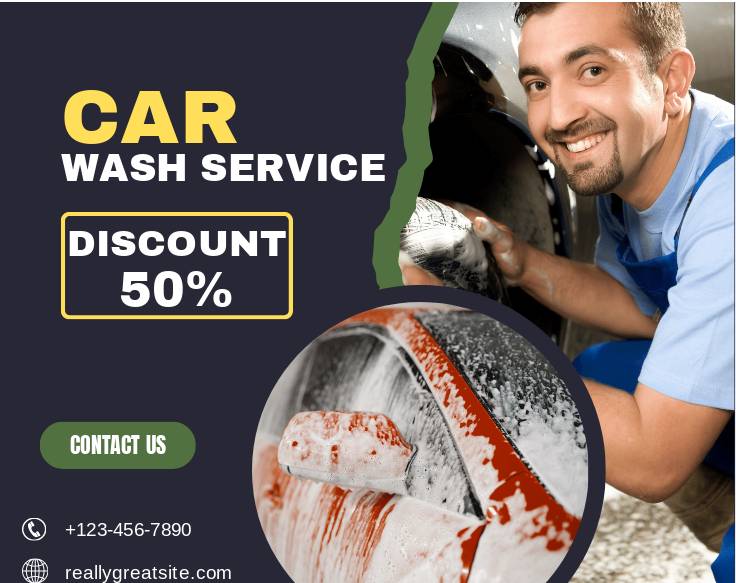 CAR
WASH SERVICE
DISCOUNT
50%
CONTACT US
+123-456-7890
reallygreatsite.com